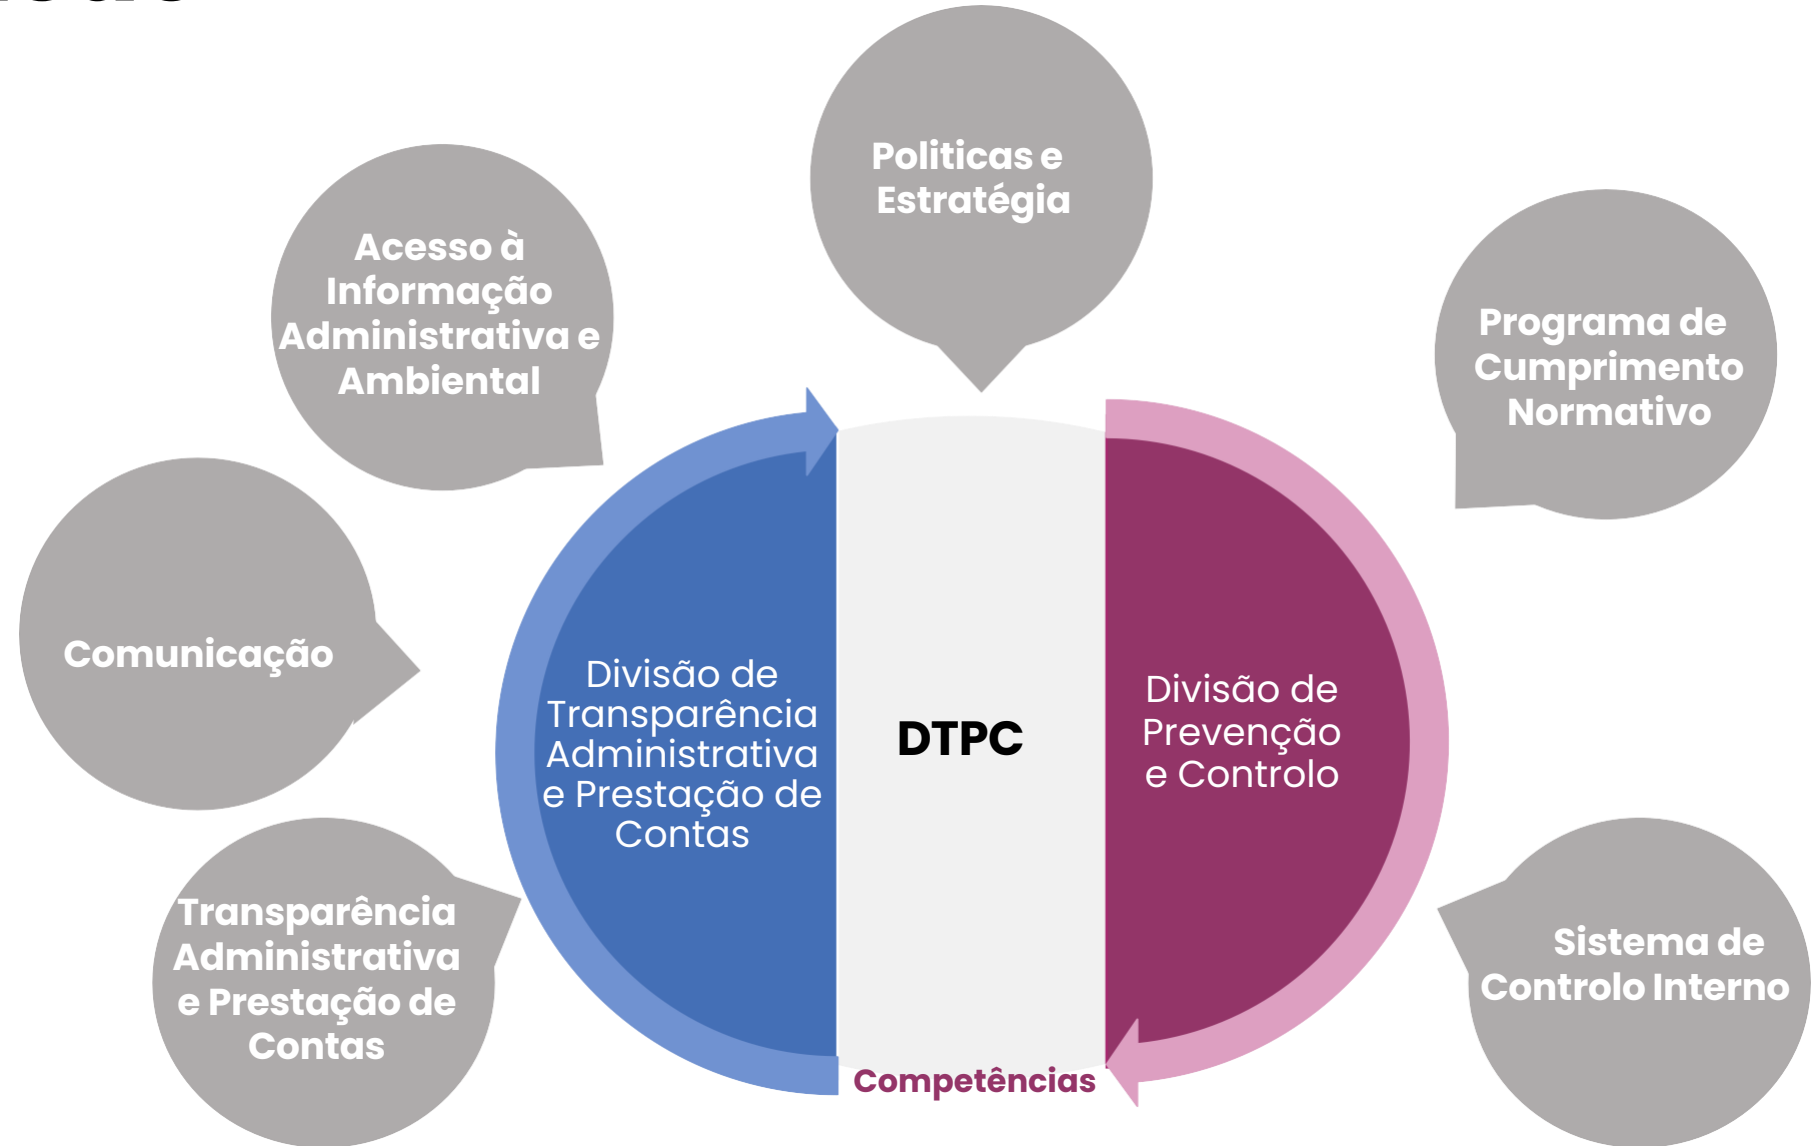 Politicas e
Estratégia
Acesso à
Informação
Administrativa e
Ambiental
Programa de
Cumprimento
Normativo
Comunicação
Divisão de
Transparência
Administrativa
e Prestação de
Contas
DTPC
Divisão de
Prevenção
e Controlo
Transparência
Administrativa
e Prestação de
Contas
Sistema de
Controlo Interno
Competências